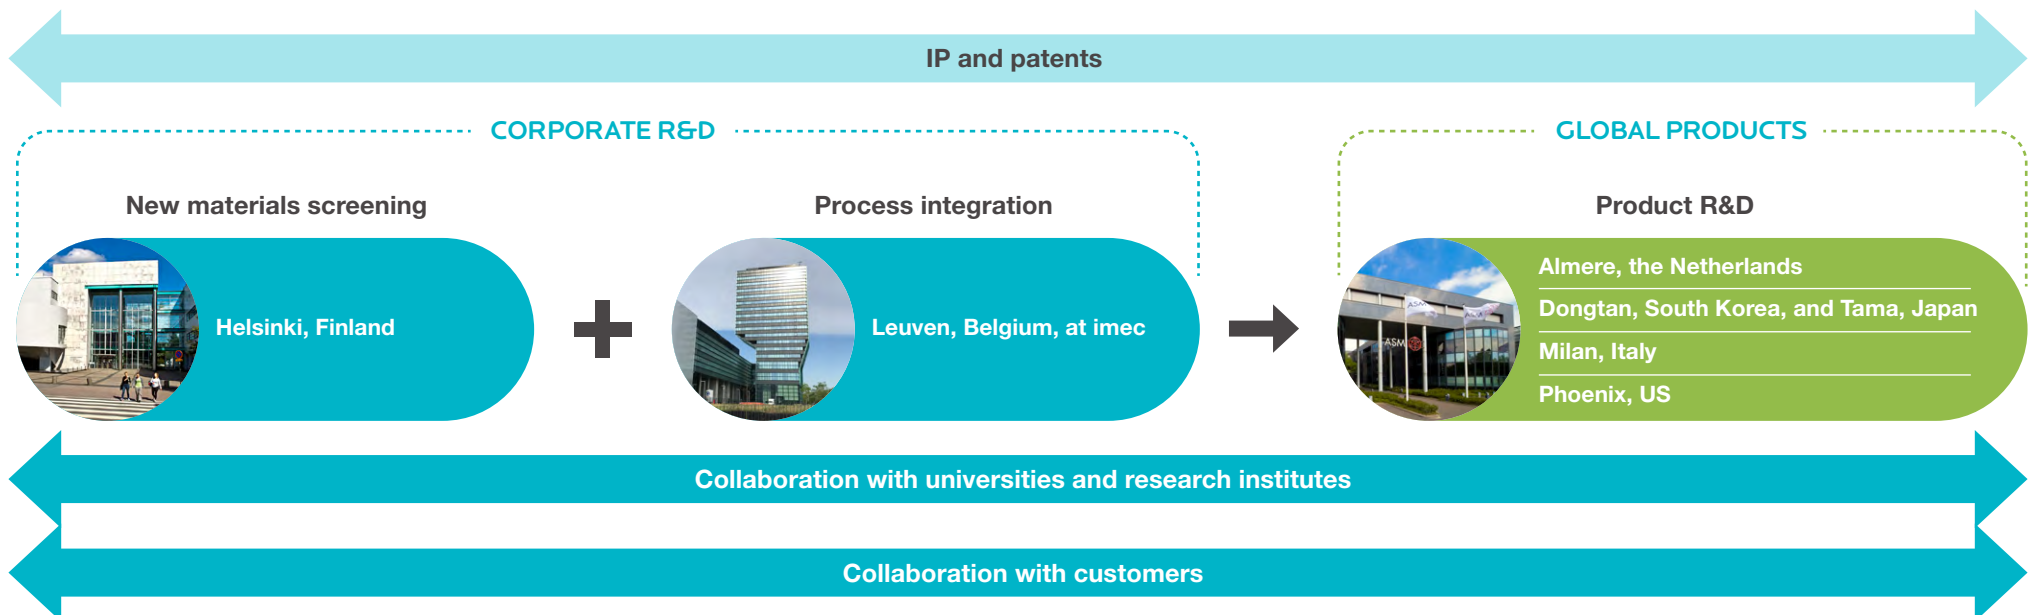 IP and patents
CORPORATE R&D
GLOBAL PRODUCTS
New materials screening
Process integration
Product R&D
Helsinki, Finland
Leuven, Belgium, at imec
ASM
ASM
Almere, the Netherlands
Dongtan, South Korea, and Tama, Japan
Milan, Italy
Phoenix, US
Collaboration with universities and research institutes
Collaboration with customers